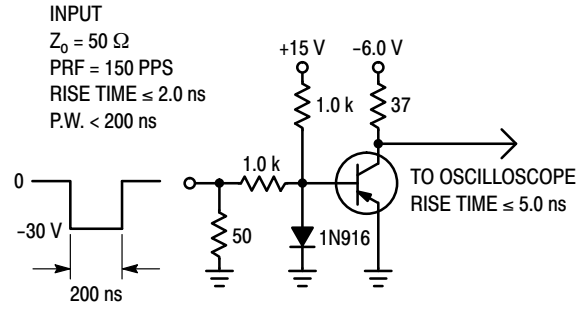 INPUT
Zo = 50 Ω
PRF = 150 PPS
RISE TIME ≤ 2.0 ns
P.W. < 200 ns
+15 V
−6.0 V
1.0 k
37
1.0 k
0
−30 V
200 ns
50
1N916
TO OSCILLOSCOPE
RISE TIME ≤ 5.0 ns